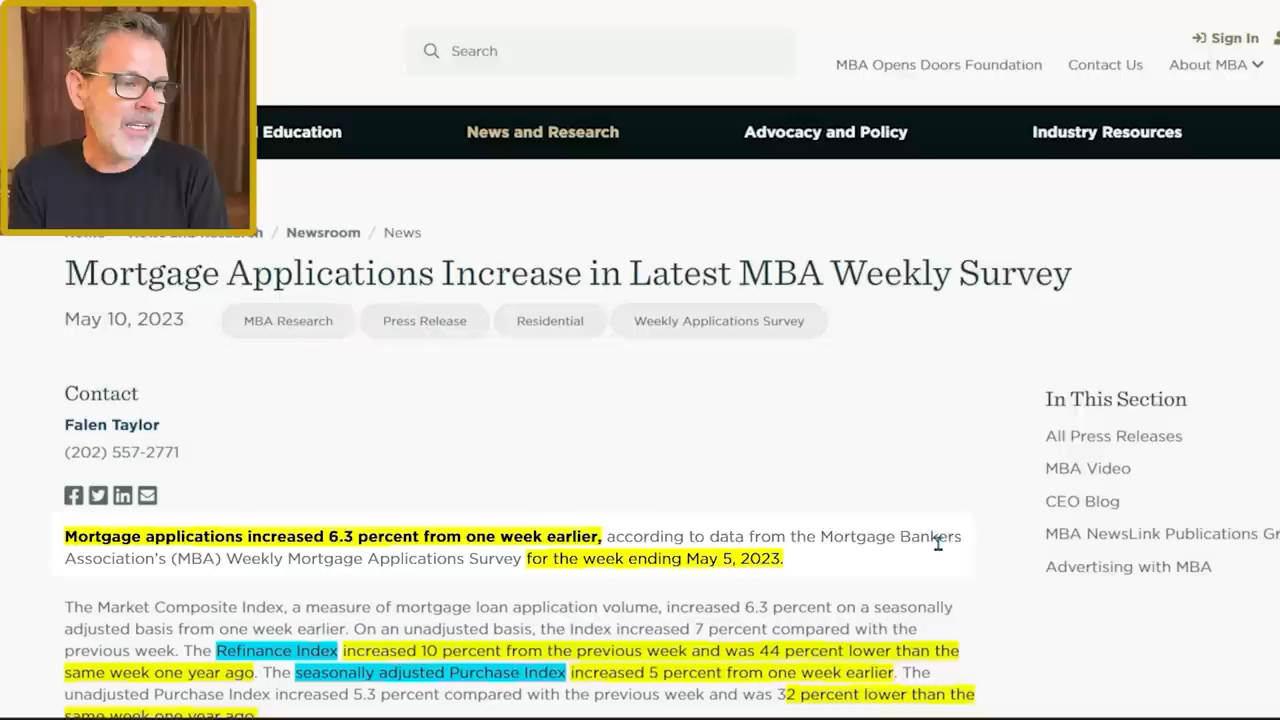 Search
Sign In
MBA Opens Doors Foundation Contact Us About MBA
Education News and Research Advocacy and Policy Industry Resources
/ Newsroom / News
Mortgage Applications Increase in Latest MBA Weekly Survey
May 10, 2023 MBA Research Press Release Residential Weekly Applications Survey
Contact
Falen Taylor
(202) 557-2771
In This Section
All Press Releases
MBA Video
CEO Blog
MBA NewsLink Publications Gr
Advertising with MBA
Mortgage applications increased 6.3 percent from one week earlier, according to data from the Mortgage Bankers
Association's (MBA) Weekly Mortgage Applications Survey for the week ending May 5, 2023.
The Market Composite Index, a measure of mortgage loan application volume, increased 6.3 percent on a seasonally
adjusted basis from one week earlier. On an unadjusted basis, the Index increased 7 percent compared with the
previous week. The Refinance Index increased 10 percent from the previous week and was 44 percent lower than the
same week one year ago. The seasonally adjusted Purchase Index increased 5 percent from one week earlier. The
unadjusted Purchase Index increased 5.3 percent compared with the previous week and was 32 percent lower than the
same week one year ago.